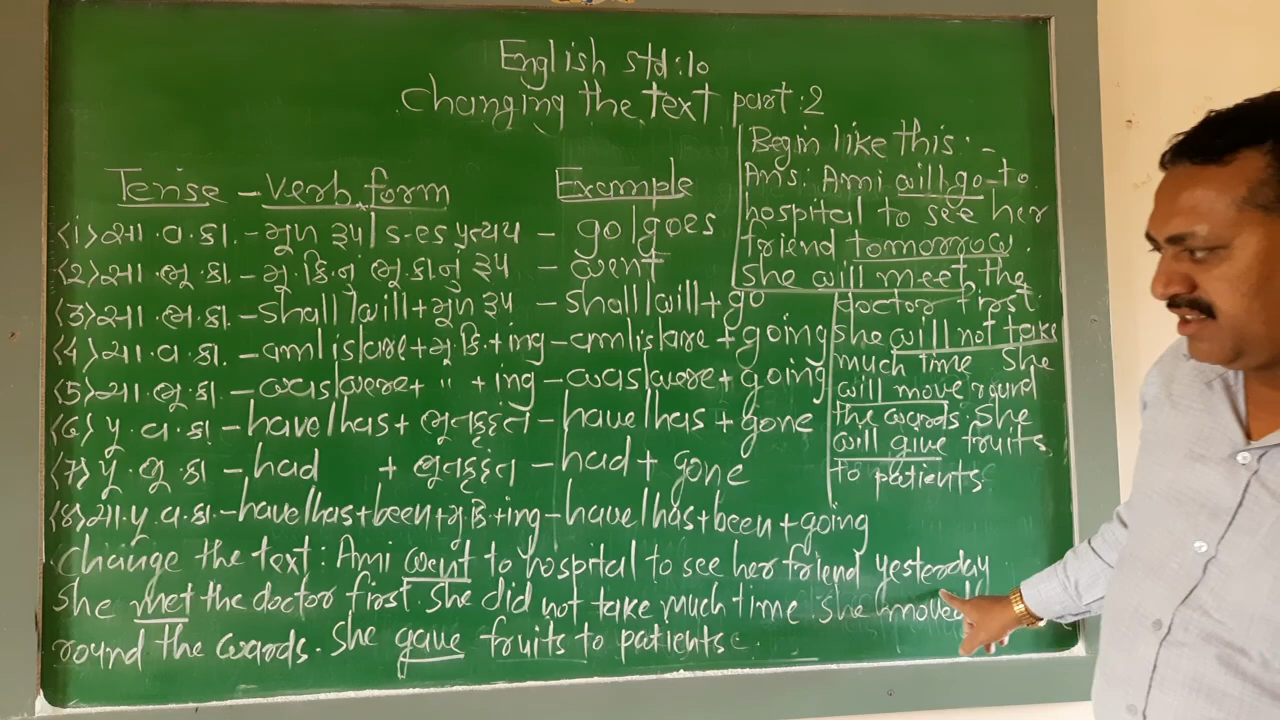 English std:10
Changing the text part:2
Tense - Verb form Example
<1> સા.વ.કા. - મૂળ રૂપ / s-es પ્રત્યય - go/goes
<2> સા.ભૂ.કા - મૂ.ક્રિ.નું ભૂ.કાનું રૂપ - went
<3> સા.ભ.કા - shall/will + મૂળ રૂપ - shall/will + go
<4> ચા.વ.કા. - am/is/are + મૂ.ક્રિ. + ing - am/is/are + going
<5> ચા.ભૂ.કા - was/were + " + ing - was/were + going
<6> પૂ.વ.કા - have/has + ભૂતકૃદંત - have/has + gone
<7> પૂ.ભૂ.કા - had + ભૂતકૃદંત - had + gone
<8> ચા.પૂ.વ.કા. - have/has + been + મૂ.ક્રિ + ing - have/has + been + going
Change the text: Ami went to hospital to see her friend yesterday
She met the doctor first. She did not take much time. She moved
round the wards. She gave fruits to patients.
Begin like this: -
Ans: Ami will go to
hospital to see her
friend tomorrow.
She will meet the
doctor first.
She will not take
much time She
will move round
the wards. She
will give fruits
to patients